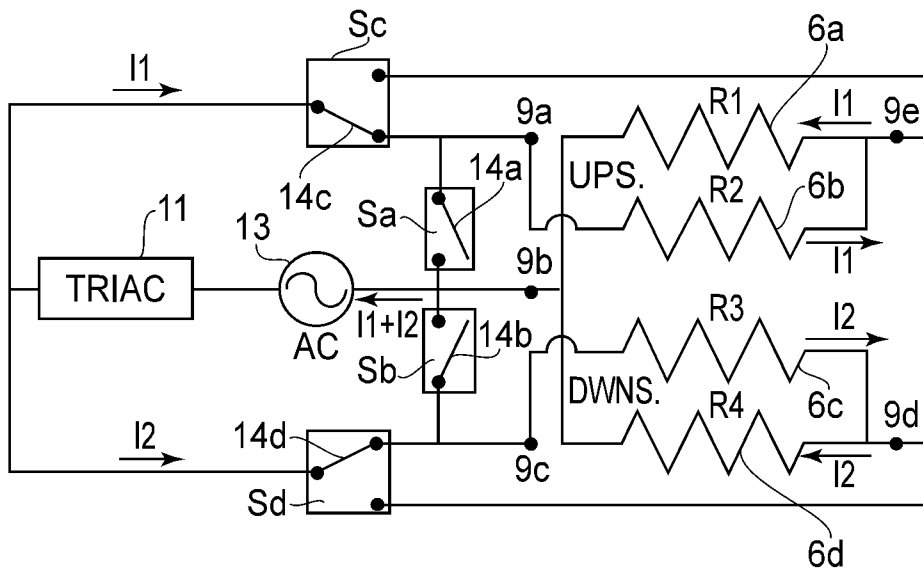 Sc
6a
I1
R1
I1
9e
9a
14c
14a
UPS.
R2
6b
11
13
Sa
I1
9b
TRIAC
I1+I2
14b
R3
I2
AC
Sb
DWNS.
6c
I2
14d
R4
9d
9c
I2
Sd
6d